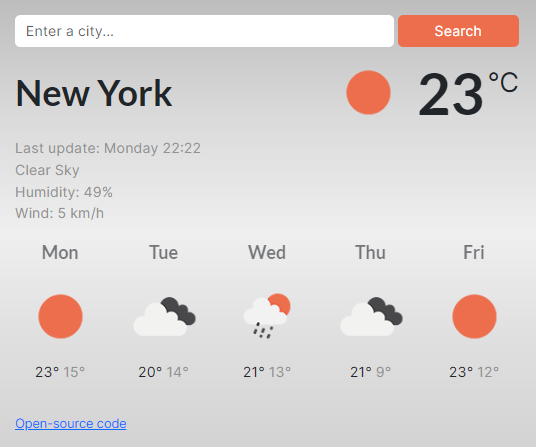 Enter a city... Search
New York 23°C
Last update: Monday 22:22
Clear Sky
Humidity: 49%
Wind: 5 km/h
Mon Tue Wed Thu Fri
23° 15° 20° 14° 21° 13° 21° 9° 23° 12°
Open-source code